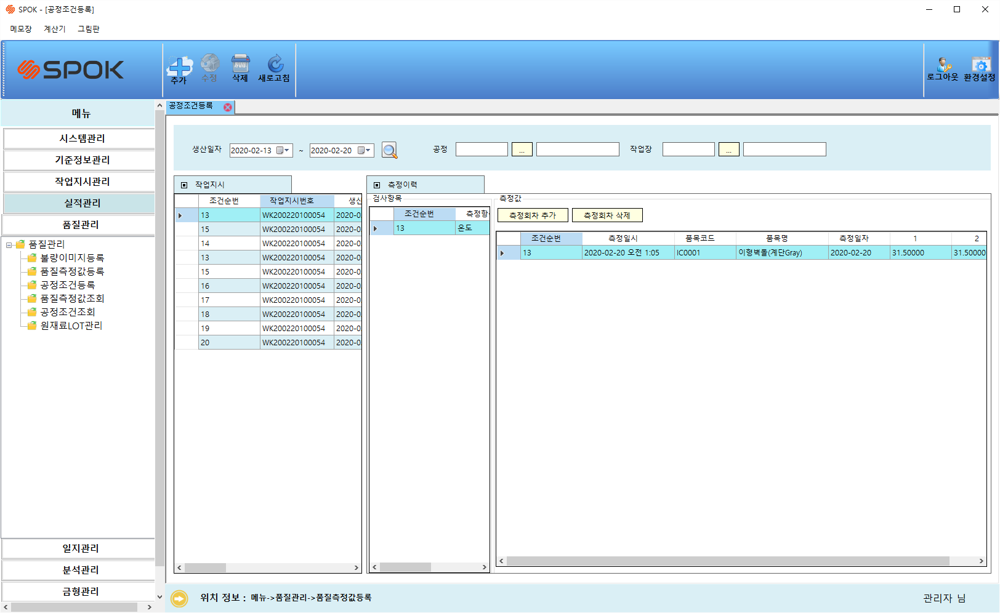 SPOK - [공정조건등록]
메모장 계산기 그림판
SPOK
추가 수정 삭제 새로고침 로그아웃 환경설정
메뉴
시스템관리
기준정보관리
작업지시관리
실적관리
품질관리
품질관리
불량이미지등록
품질측정값등록
공정조건등록
품질측정값조회
공정조건조회
원재료LOT관리
일지관리
분석관리
금형관리
공정조건등록
생산일자 2020-02-13 ~ 2020-02-20 공정 ... 작업장 ...
작업지시
조건순번 작업지시번호 생산
13 WK200220100054 2020-0
15 WK200220100054 2020-0
14 WK200220100054 2020-0
13 WK200220100054 2020-0
15 WK200220100054 2020-0
16 WK200220100054 2020-0
17 WK200220100054 2020-0
18 WK200220100054 2020-0
19 WK200220100054 2020-0
20 WK200220100054 2020-0
측정이력
검사항목
조건순번 측정항
13 온도
측정값
측정회차 추가 측정회차 삭제
조건순번 측정일시 품목코드 품목명 측정일자 1 2
13 2020-02-20 오전 1:05 IC0001 이형벽돌(계단Gray) 2020-02-20 31.50000 31.50000
위치 정보 : 메뉴->품질관리->품질측정값등록
관리자 님